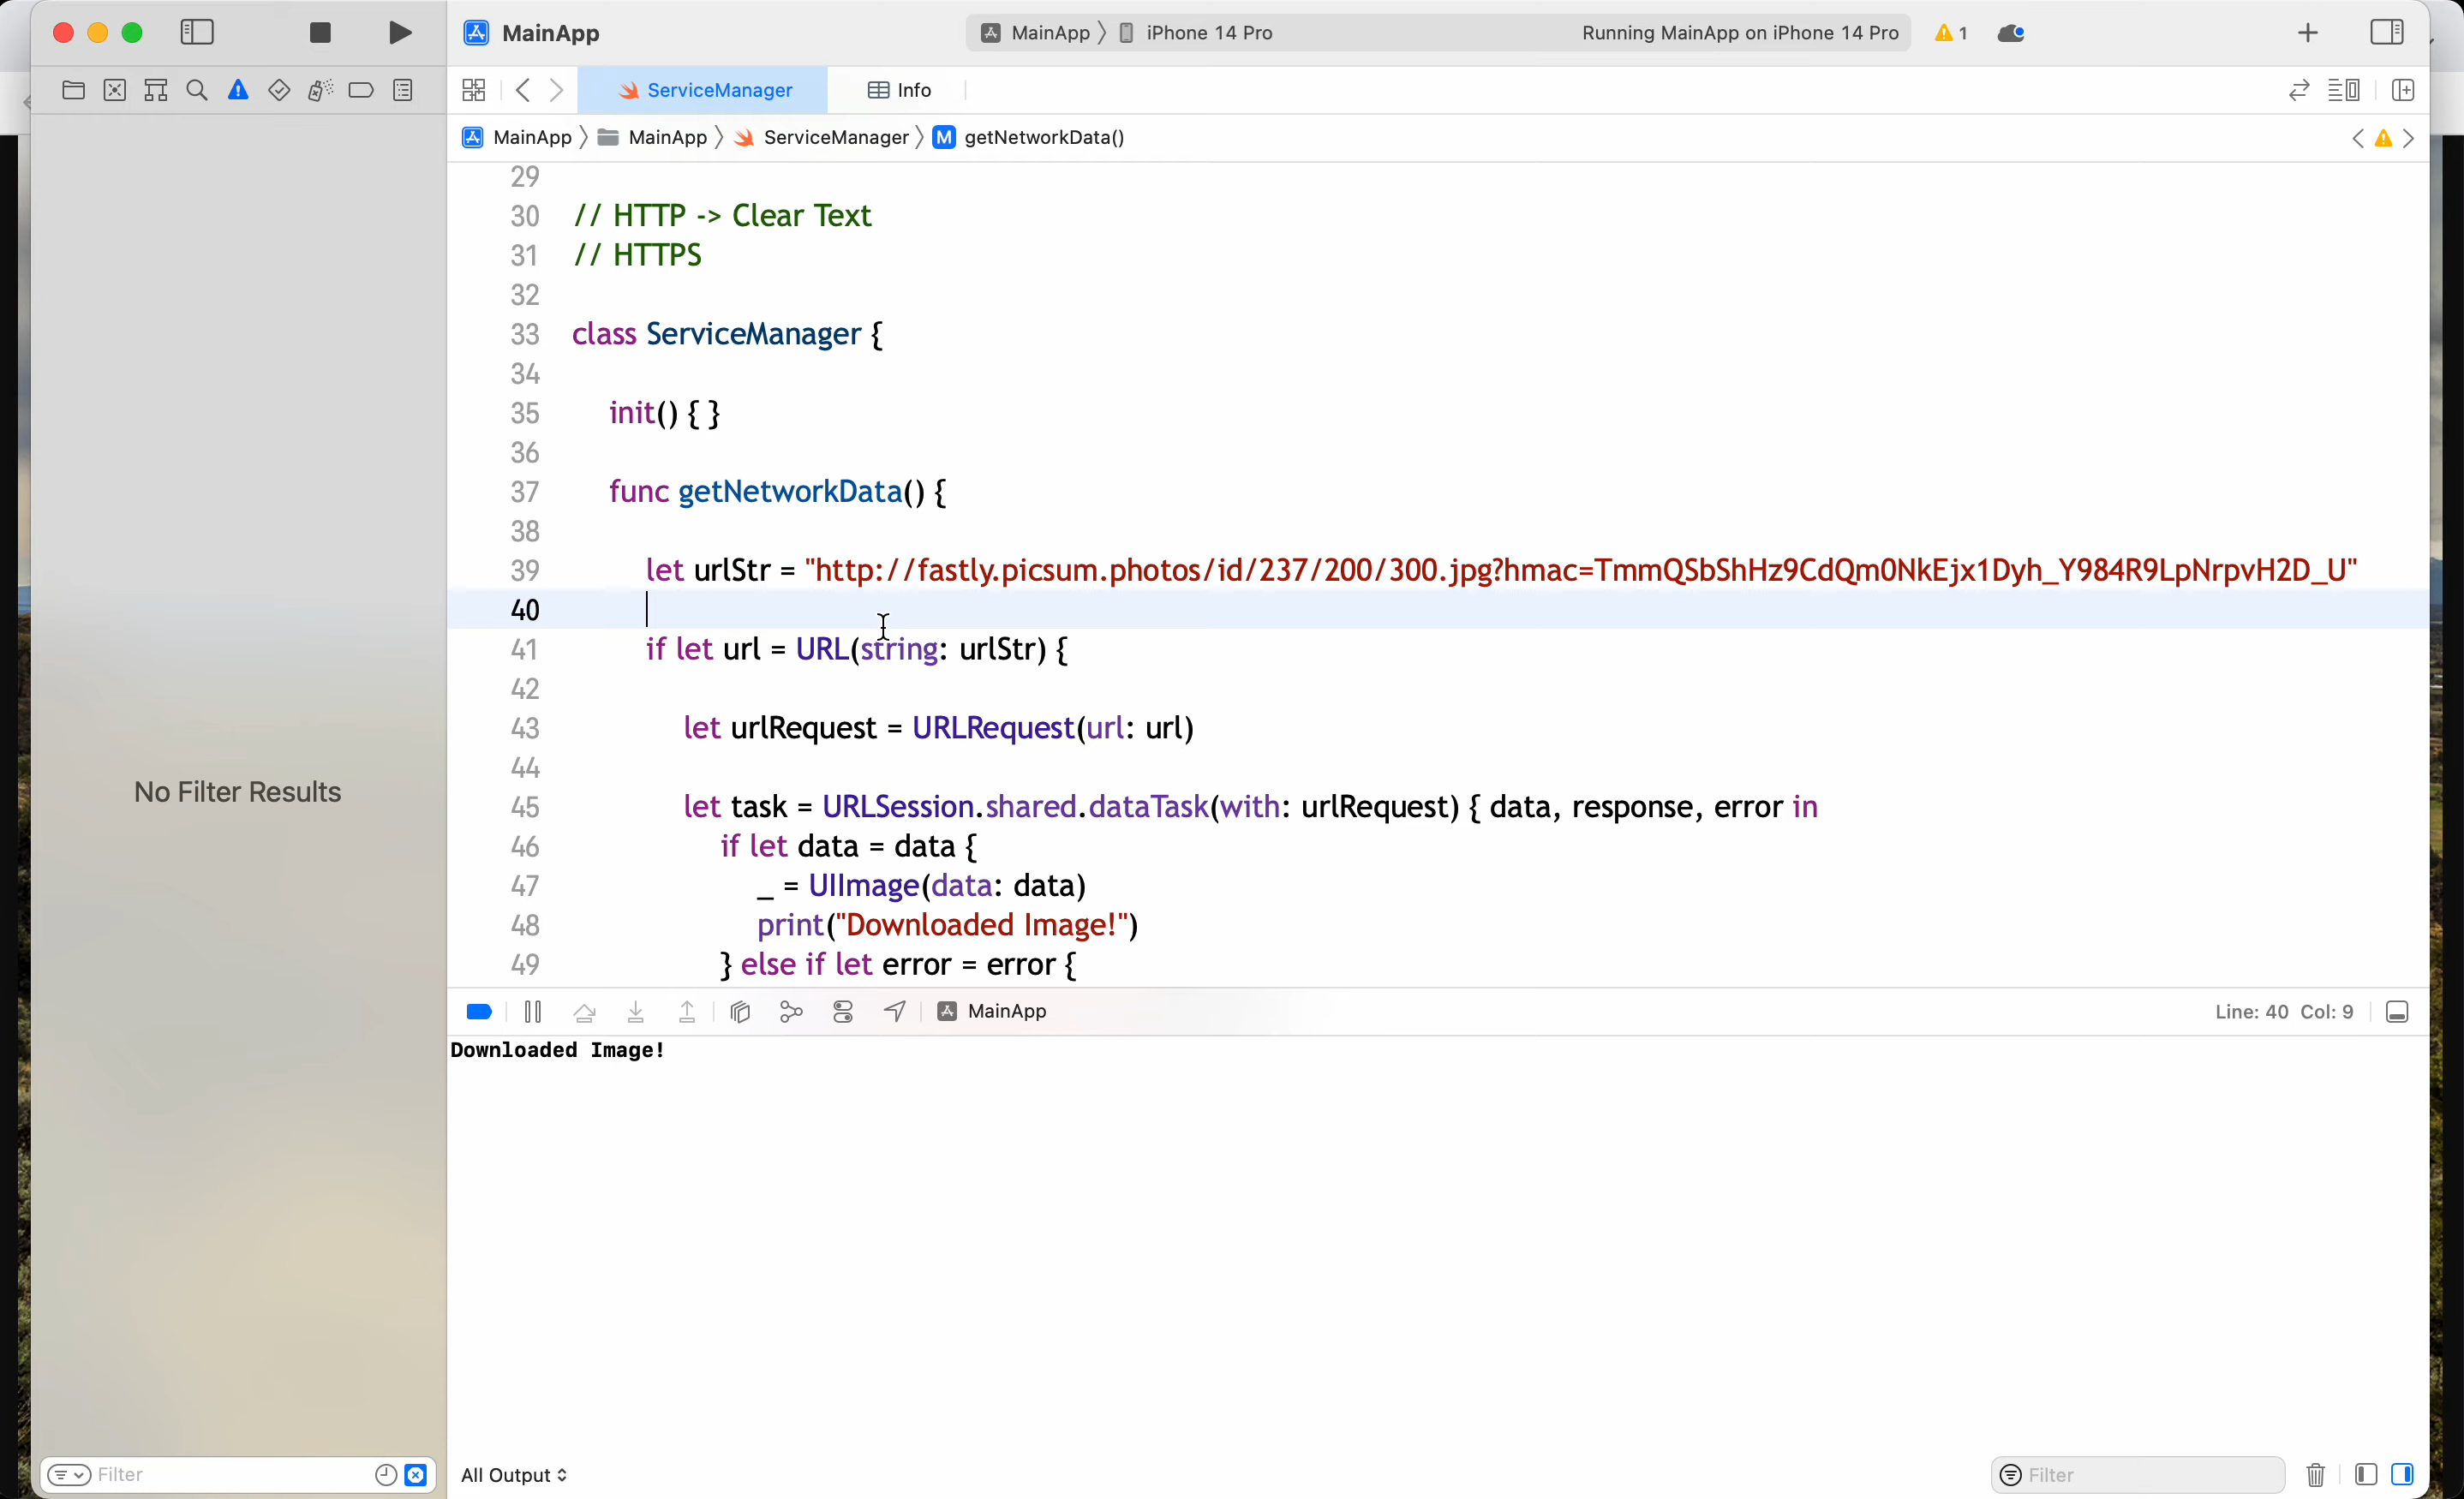 MainApp
MainApp iPhone 14 Pro Running MainApp on iPhone 14 Pro 1
ServiceManager Info
MainApp MainApp ServiceManager M getNetworkData()
29
30 // HTTP -> Clear Text
31 // HTTPS
32
33 class ServiceManager {
34
35 init() { }
36
37 func getNetworkData() {
38
39 let urlStr = "http://fastly.picsum.photos/id/237/200/300.jpg?hmac=TmmQSbShHz9CdQm0NkEjx1Dyh_Y984R9LpNrpvH2D_U"
40
41 if let url = URL(string: urlStr) {
42
43 let urlRequest = URLRequest(url: url)
44
45 let task = URLSession.shared.dataTask(with: urlRequest) { data, response, error in
46 if let data = data {
47 _ = UIImage(data: data)
48 print("Downloaded Image!")
49 } else if let error = error {
No Filter Results
MainApp Line: 40 Col: 9
Downloaded Image!
Filter All Output Filter